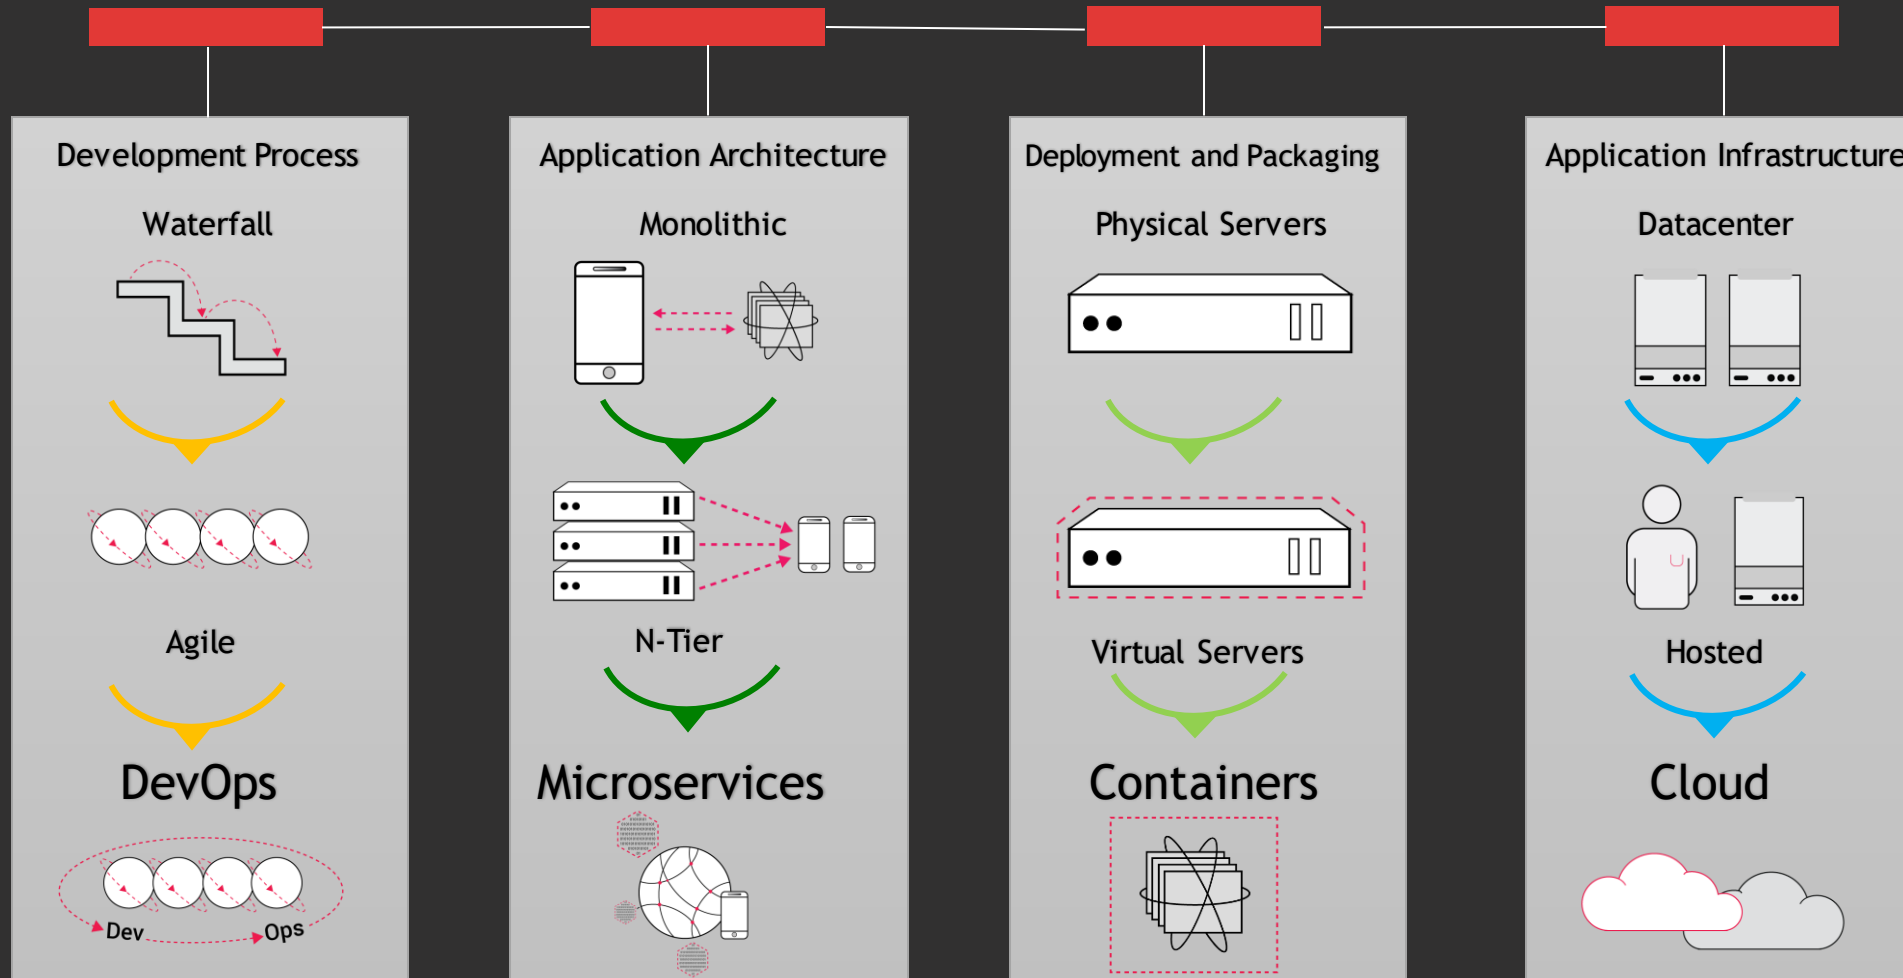 Development Process
Waterfall
Agile
DevOps
Dev
Ops
Application Architecture
Monolithic
N-Tier
Microservices
Deployment and Packaging
Physical Servers
Virtual Servers
Containers
Application Infrastructure
Datacenter
Hosted
Cloud